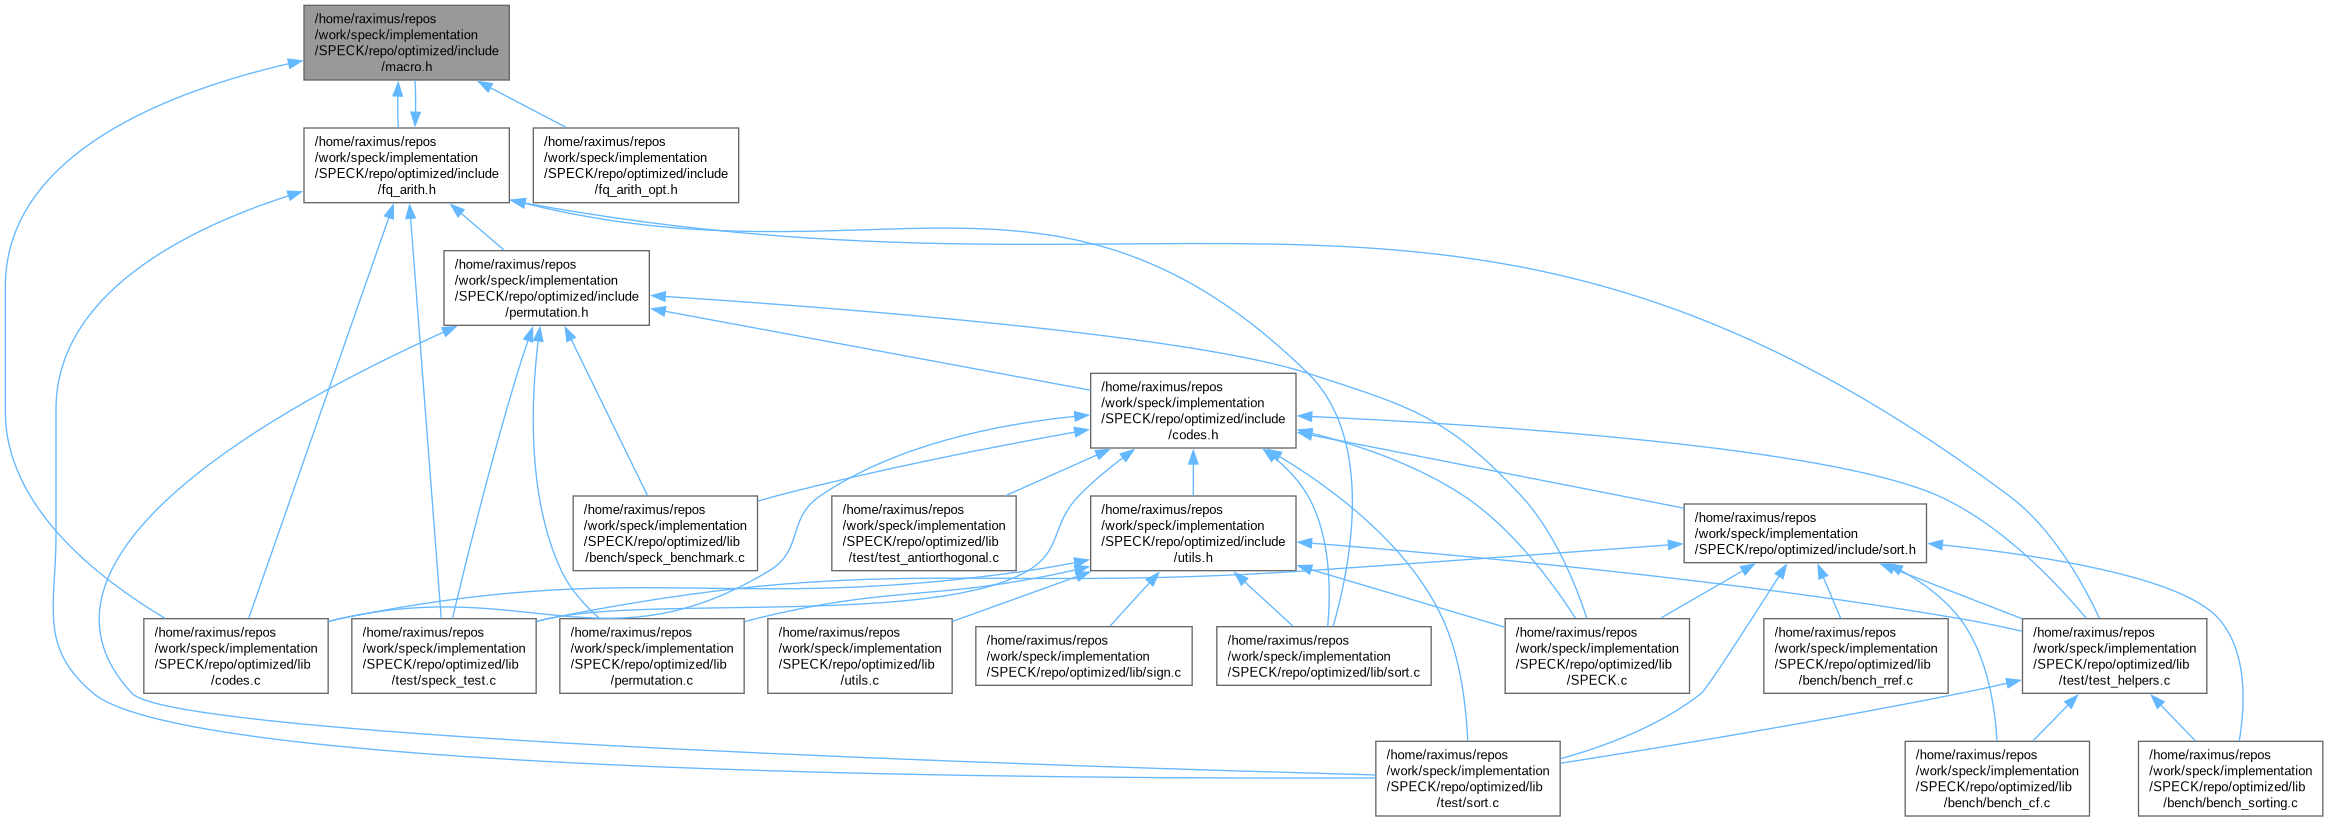 /home/raximus/repos
/work/speck/implementation
/SPECK/repo/optimized/include
/macro.h
/home/raximus/repos
/work/speck/implementation
/SPECK/repo/optimized/include
/fq_arith.h
/home/raximus/repos
/work/speck/implementation
/SPECK/repo/optimized/include
/fq_arith_opt.h
/home/raximus/repos
/work/speck/implementation
/SPECK/repo/optimized/include
/permutation.h
/home/raximus/repos
/work/speck/implementation
/SPECK/repo/optimized/include
/codes.h
/home/raximus/repos
/work/speck/implementation
/SPECK/repo/optimized/lib
/bench/speck_benchmark.c
/home/raximus/repos
/work/speck/implementation
/SPECK/repo/optimized/lib
/test/test_antiorthogonal.c
/home/raximus/repos
/work/speck/implementation
/SPECK/repo/optimized/include
/utils.h
/home/raximus/repos
/work/speck/implementation
/SPECK/repo/optimized/include/sort.h
/home/raximus/repos
/work/speck/implementation
/SPECK/repo/optimized/lib
/codes.c
/home/raximus/repos
/work/speck/implementation
/SPECK/repo/optimized/lib
/test/speck_test.c
/home/raximus/repos
/work/speck/implementation
/SPECK/repo/optimized/lib
/permutation.c
/home/raximus/repos
/work/speck/implementation
/SPECK/repo/optimized/lib
/utils.c
/home/raximus/repos
/work/speck/implementation
/SPECK/repo/optimized/lib/sign.c
/home/raximus/repos
/work/speck/implementation
/SPECK/repo/optimized/lib/sort.c
/home/raximus/repos
/work/speck/implementation
/SPECK/repo/optimized/lib
/SPECK.c
/home/raximus/repos
/work/speck/implementation
/SPECK/repo/optimized/lib
/bench/bench_rref.c
/home/raximus/repos
/work/speck/implementation
/SPECK/repo/optimized/lib
/test/test_helpers.c
/home/raximus/repos
/work/speck/implementation
/SPECK/repo/optimized/lib
/test/sort.c
/home/raximus/repos
/work/speck/implementation
/SPECK/repo/optimized/lib
/bench/bench_cf.c
/home/raximus/repos
/work/speck/implementation
/SPECK/repo/optimized/lib
/bench/bench_sorting.c